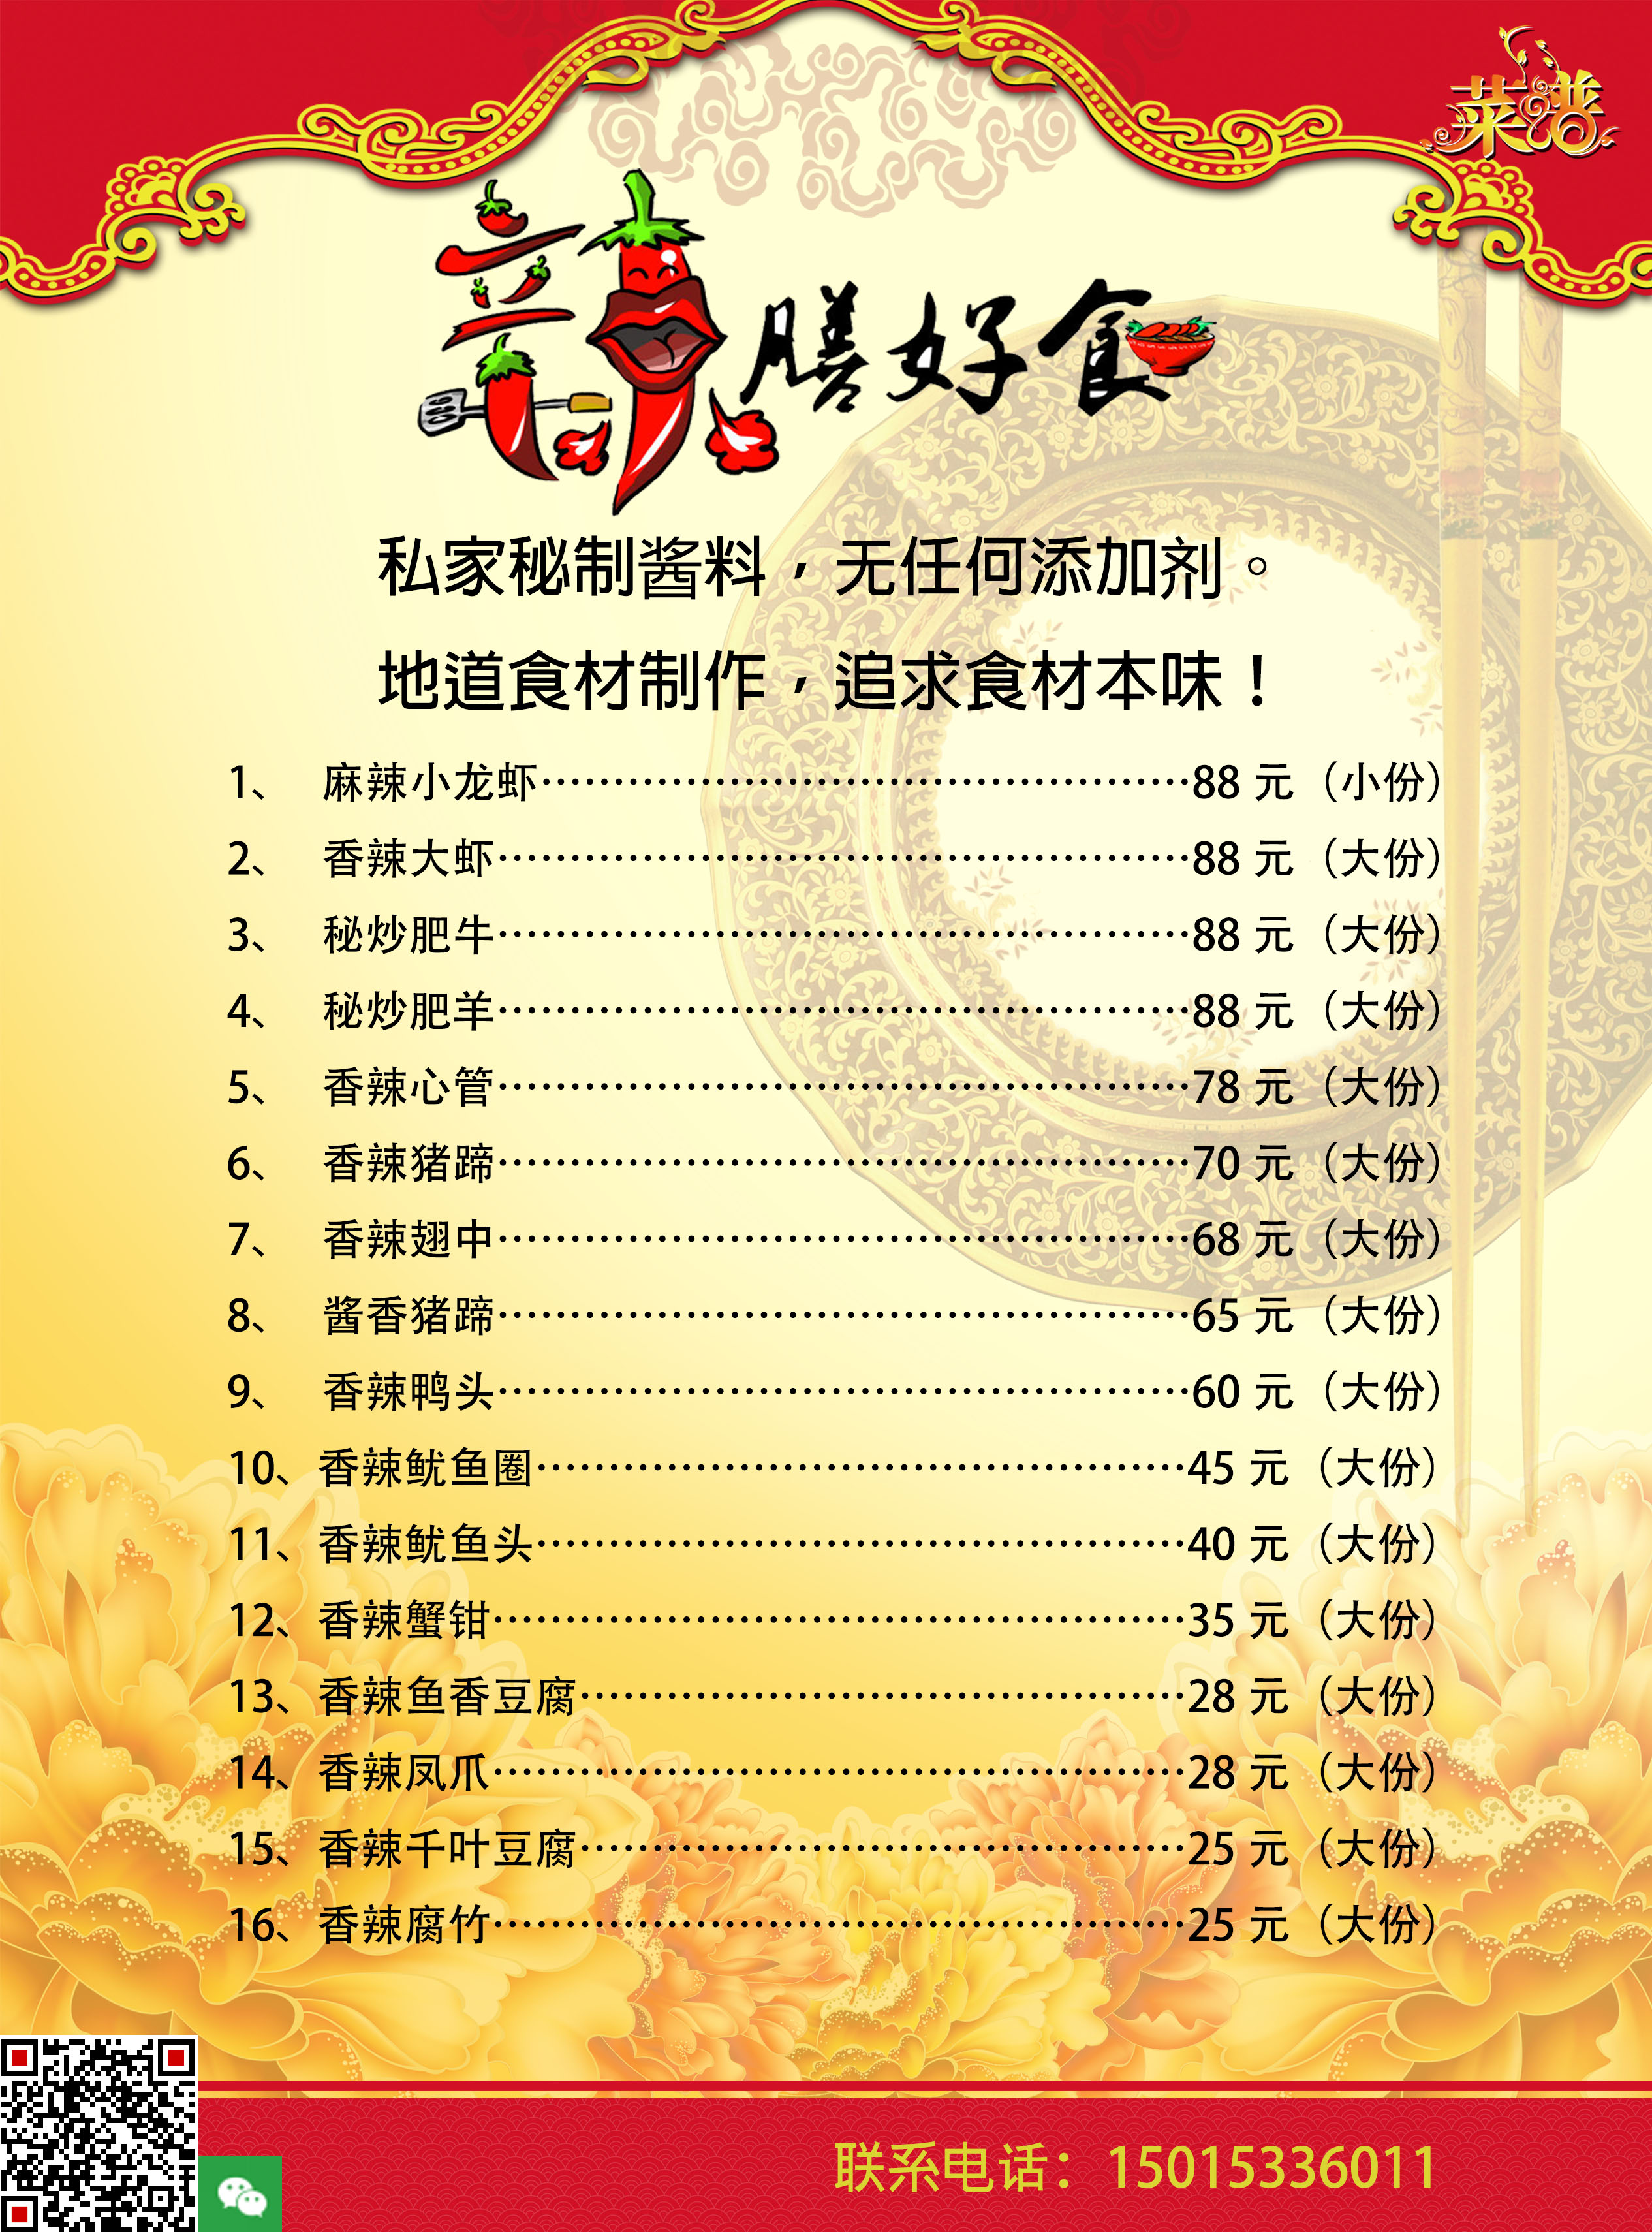 菜谱
辣膳好食
私家秘制酱料，无任何添加剂。
地道食材制作，追求食材本味！
1、 麻辣小龙虾……………………………………88 元（小份）
2、 香辣大虾………………………………………88 元（大份）
3、 秘炒肥牛………………………………………88 元（大份）
4、 秘炒肥羊………………………………………88 元（大份）
5、 香辣心管………………………………………78 元（大份）
6、 香辣猪蹄………………………………………70 元（大份）
7、 香辣翅中………………………………………68 元（大份）
8、 酱香猪蹄………………………………………65 元（大份）
9、 香辣鸭头………………………………………60 元（大份）
10、香辣鱿鱼圈……………………………………45 元（大份）
11、香辣鱿鱼头……………………………………40 元（大份）
12、香辣蟹钳………………………………………35 元（大份）
13、香辣鱼香豆腐…………………………………28 元（大份）
14、香辣凤爪………………………………………28 元（大份）
15、香辣千叶豆腐…………………………………25 元（大份）
16、香辣腐竹………………………………………25 元（大份）
联系电话：15015336011